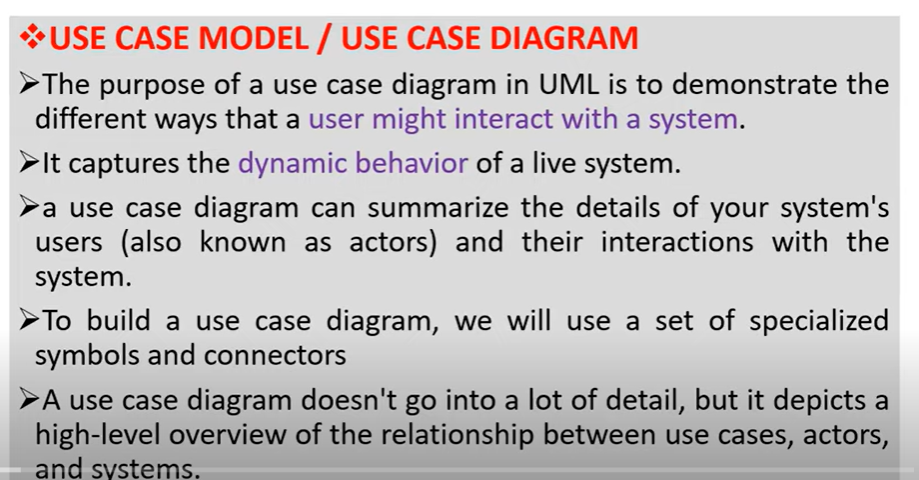 ❖USE CASE MODEL / USE CASE DIAGRAM
➢The purpose of a use case diagram in UML is to demonstrate the
different ways that a user might interact with a system.
➢It captures the dynamic behavior of a live system.
➢a use case diagram can summarize the details of your system's
users (also known as actors) and their interactions with the
system.
➢To build a use case diagram, we will use a set of specialized
symbols and connectors
➢A use case diagram doesn't go into a lot of detail, but it depicts a
high-level overview of the relationship between use cases, actors,
and systems.